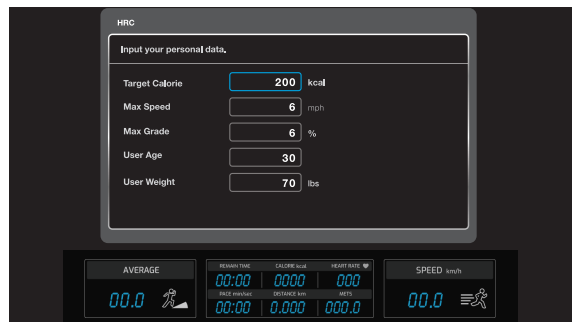 HRC
Input your personal data.
Target Calorie 200 kcal
Max Speed 6 mph
Max Grade 6 %
User Age 30
User Weight 70 lbs
AVERAGE
00.0
REMAIN TIME CALORIE kcal HEART RATE
00:00 0000 000
PACE min/sec DISTANCE km METS
00:00 0.000 000.0
SPEED km/h
00.0